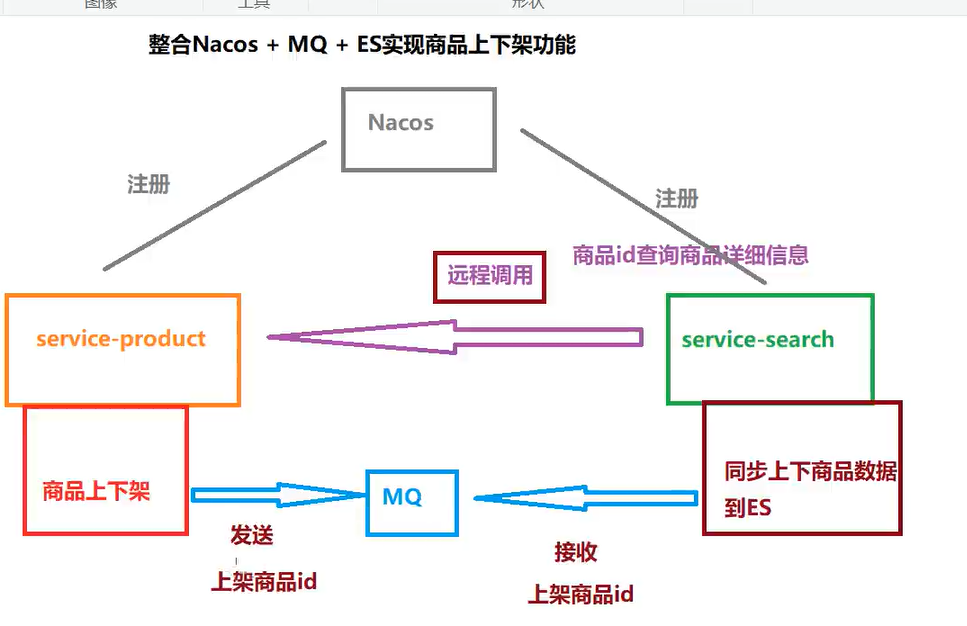 图像
工具
形状
整合Nacos + MQ + ES实现商品上下架功能
Nacos
注册
注册
商品id查询商品详细信息
远程调用
service-product
service-search
商品上下架
MQ
同步上下商品数据
到ES
发送
接收
上架商品id
上架商品id